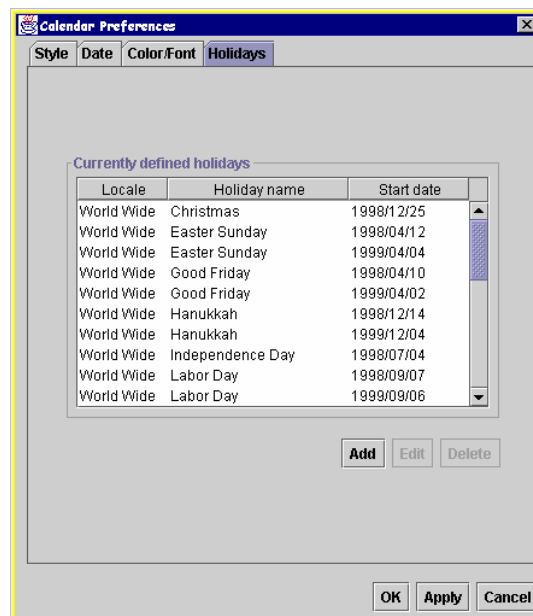 Calendar Preferences
Style Date Color/Font Holidays
Currently defined holidays
Locale Holiday name Start date
World Wide Christmas 1998/12/25
World Wide Easter Sunday 1998/04/12
World Wide Easter Sunday 1999/04/04
World Wide Good Friday 1998/04/10
World Wide Good Friday 1999/04/02
World Wide Hanukkah 1998/12/14
World Wide Hanukkah 1999/12/04
World Wide Independence Day 1998/07/04
World Wide Labor Day 1998/09/07
World Wide Labor Day 1999/09/06
Add Edit Delete
OK Apply Cancel